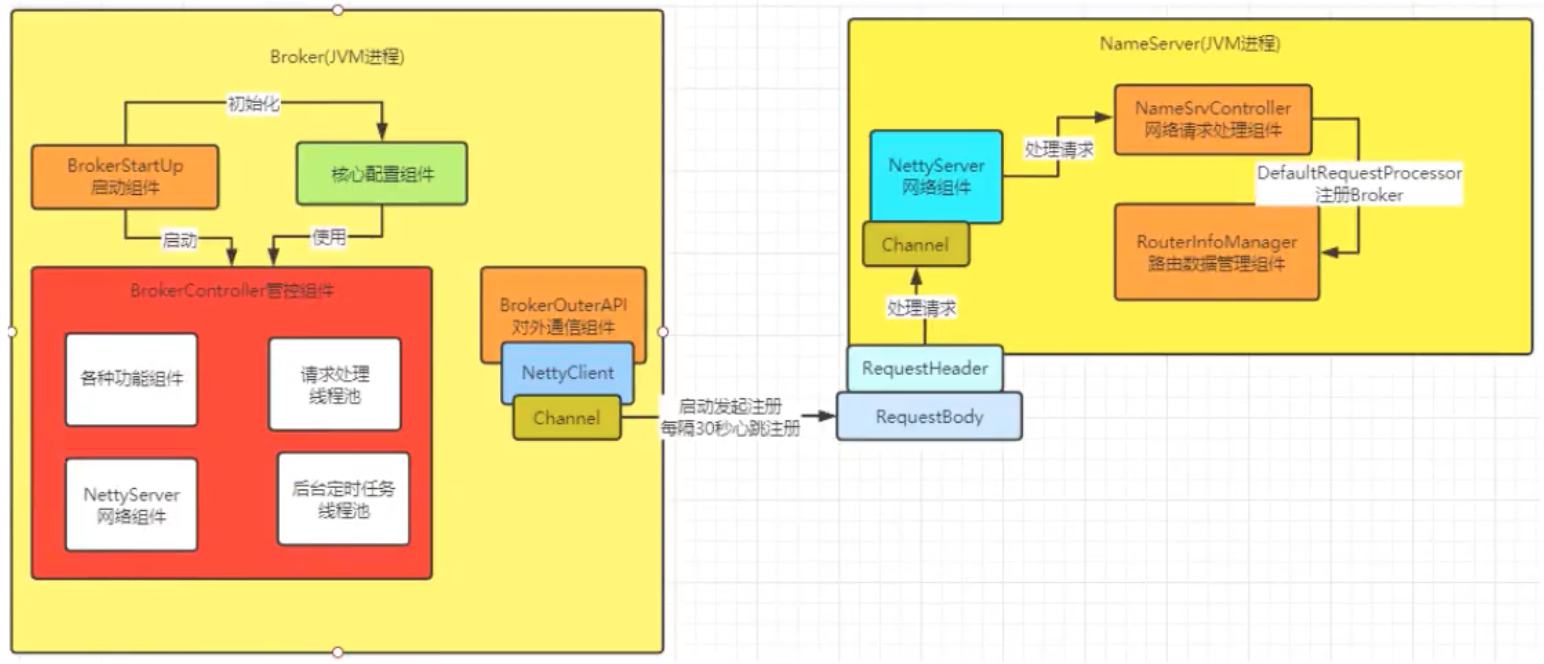 Broker(JVM进程)
初始化
BrokerStartUp
启动组件
核心配置组件
启动
使用
BrokerController管控组件
各种功能组件
请求处理
线程池
NettyServer
网络组件
后台定时任务
线程池
BrokerOuterAPI
对外通信组件
NettyClient
Channel
启动发起注册
每隔30秒心跳注册
NameServer(JVM进程)
NameSrvController
网络请求处理组件
处理请求
NettyServer
网络组件
DefaultRequestProcessor
注册Broker
Channel
RouterInfoManager
路由数据管理组件
处理请求
RequestHeader
RequestBody